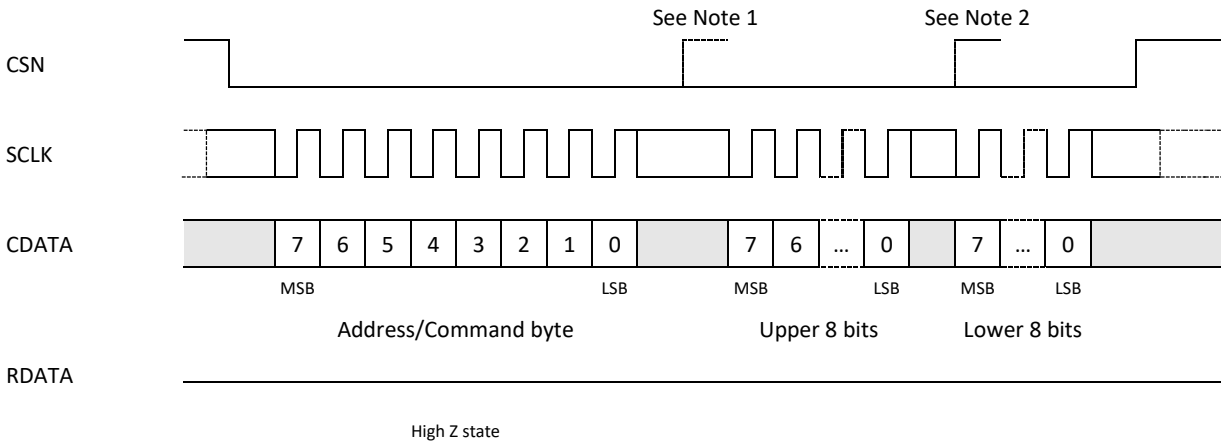 See Note 1 See Note 2
CSN
SCLK
CDATA 7 6 5 4 3 2 1 0 7 6 ... 0 7 ... 0
MSB LSB MSB LSB MSB LSB
Address/Command byte Upper 8 bits Lower 8 bits
RDATA
High Z state